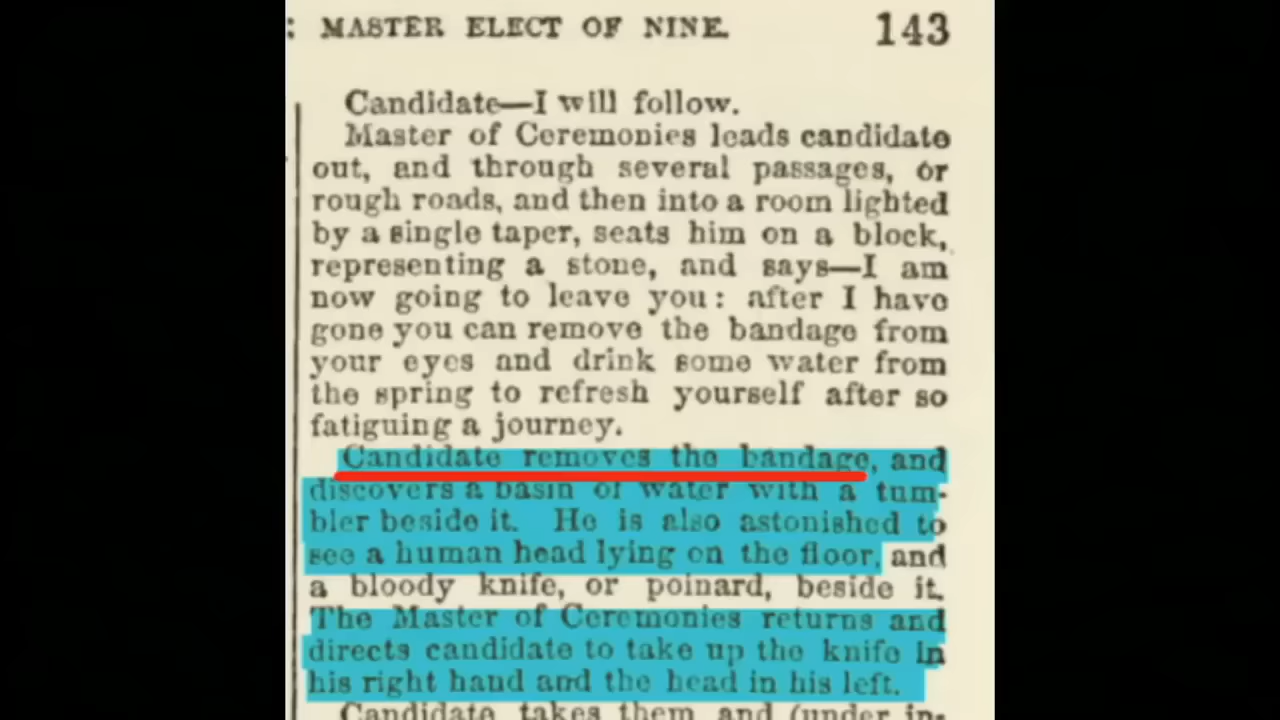 : MASTER ELECT OF NINE. 143
Candidate—I will follow.
Master of Ceremonies leads candidate
out, and through several passages, or
rough roads, and then into a room lighted
by a single taper, seats him on a block,
representing a stone, and says—I am
now going to leave you: after I have
gone you can remove the bandage from
your eyes and drink some water from
the spring to refresh yourself after so
fatiguing a journey.
Candidate removes the bandage, and
discovers a basin of water with a tum-
bler beside it. He is also astonished to
see a human head lying on the floor, and
a bloody knife, or poinard, beside it.
The Master of Ceremonies returns and
directs candidate to take up the knife in
his right hand and the head in his left.
Candidate takes them and (under in-